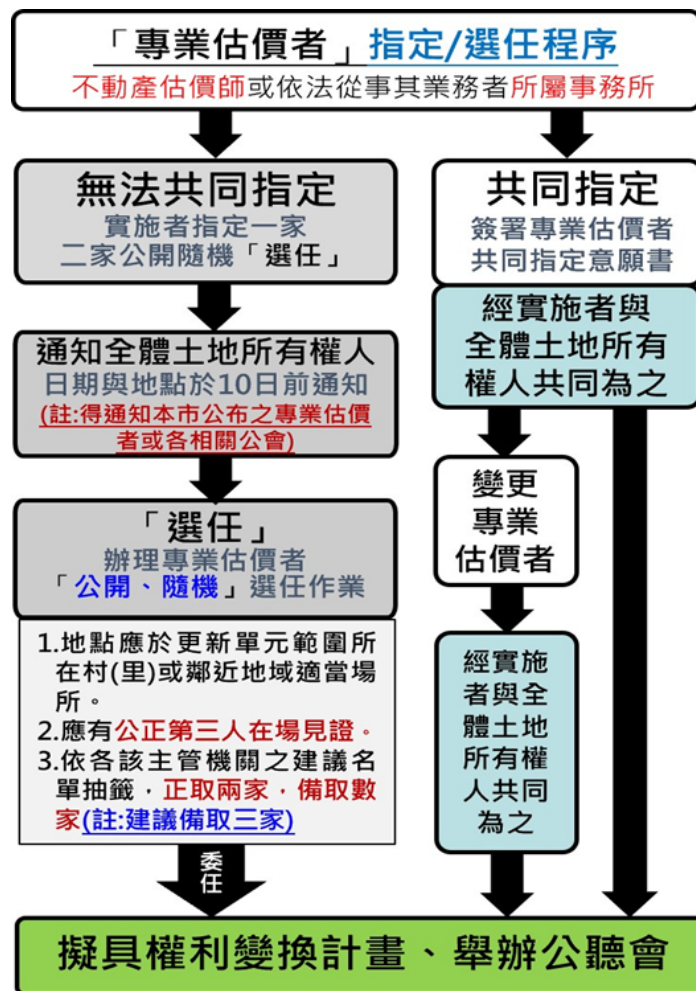 「專業估價者」指定/選任程序
不動產估價師或依法從事其業務者所屬事務所
無法共同指定
實施者指定一家
二家公開隨機「選任」
通知全體土地所有權人
日期與地點於10日前通知
(註:得通知本市公布之專業估價
者或各相關公會)
「選任」
辦理專業估價者
「公開、隨機」選任作業
1.地點應於更新單元範圍所
在村(里)或鄰近地域適當場
所。
2.應有公正第三人在場見證。
3.依各該主管機關之建議名
單抽籤，正取兩家，備取數
家(註:建議備取三家)
委任
共同指定
簽署專業估價者
共同指定意願書
經實施者與
全體土地所有
權人共同為之
變更
專業
估價者
經實施
者與全
體土地
所有權
人共同
為之
擬具權利變換計畫、舉辦公聽會